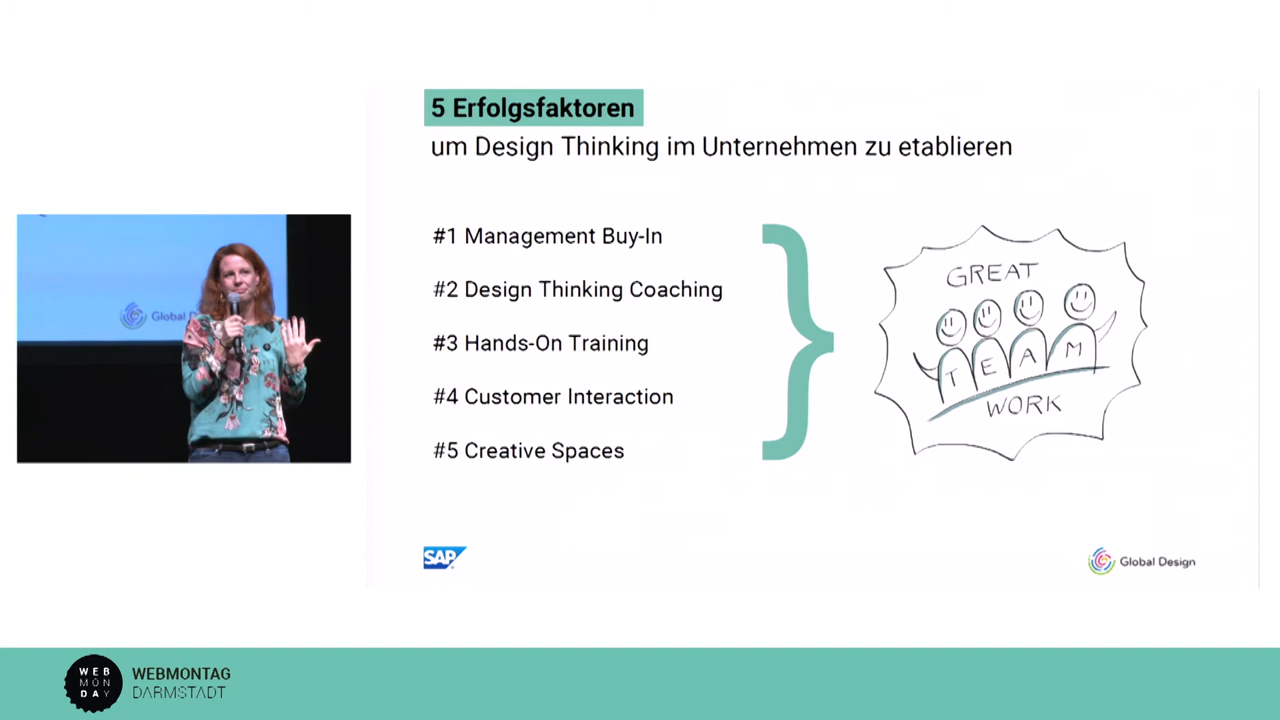 5 Erfolgsfaktoren
um Design Thinking im Unternehmen zu etablieren
#1 Management Buy-In
#2 Design Thinking Coaching
#3 Hands-On Training
#4 Customer Interaction
#5 Creative Spaces
GREAT
TEAM
WORK
Global
SAP
Global Design
WEB
MON
DAY
WEBMONTAG
DARMSTADT